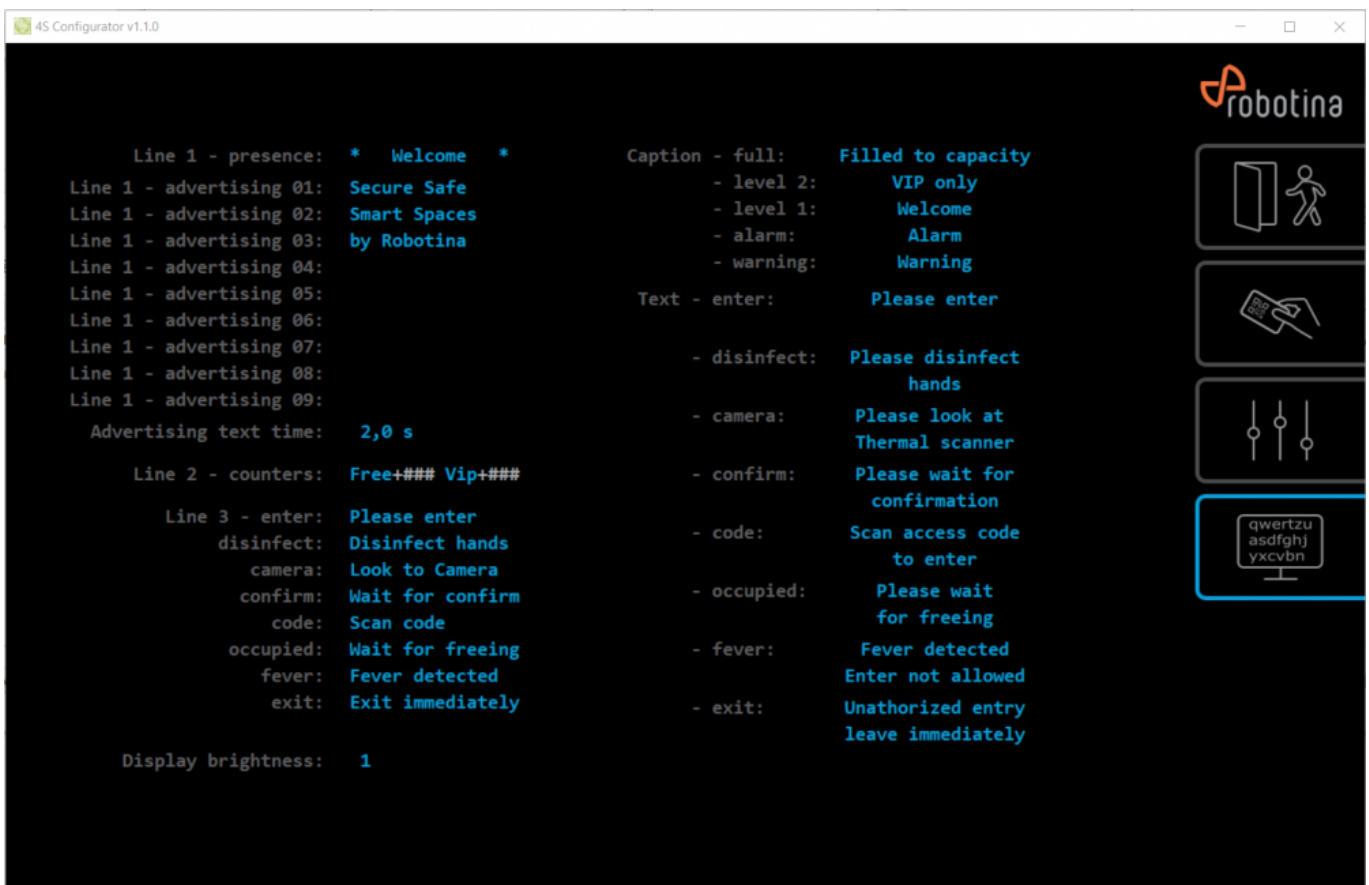 4S Configurator v1.1.0
robotina
Line 1 - presence: * Welcome *
Line 1 - advertising 01: Secure Safe
Line 1 - advertising 02: Smart Spaces
Line 1 - advertising 03: by Robotina
Line 1 - advertising 04:
Line 1 - advertising 05:
Line 1 - advertising 06:
Line 1 - advertising 07:
Line 1 - advertising 08:
Line 1 - advertising 09:
Advertising text time: 2,0 s
Line 2 - counters: Free+### Vip+###
Line 3 - enter: Please enter
disinfect: Disinfect hands
camera: Look to Camera
confirm: Wait for confirm
code: Scan code
occupied: Wait for freeing
fever: Fever detected
exit: Exit immediately
Display brightness: 1
Caption - full: Filled to capacity
- level 2: VIP only
- level 1: Welcome
- alarm: Alarm
- warning: Warning
Text - enter: Please enter
- disinfect: Please disinfect
hands
- camera: Please look at
Thermal scanner
- confirm: Please wait for
confirmation
- code: Scan access code
to enter
- occupied: Please wait
for freeing
- fever: Fever detected
Enter not allowed
- exit: Unathorized entry
leave immediately
qwertzu
asdfghj
yxcvbn